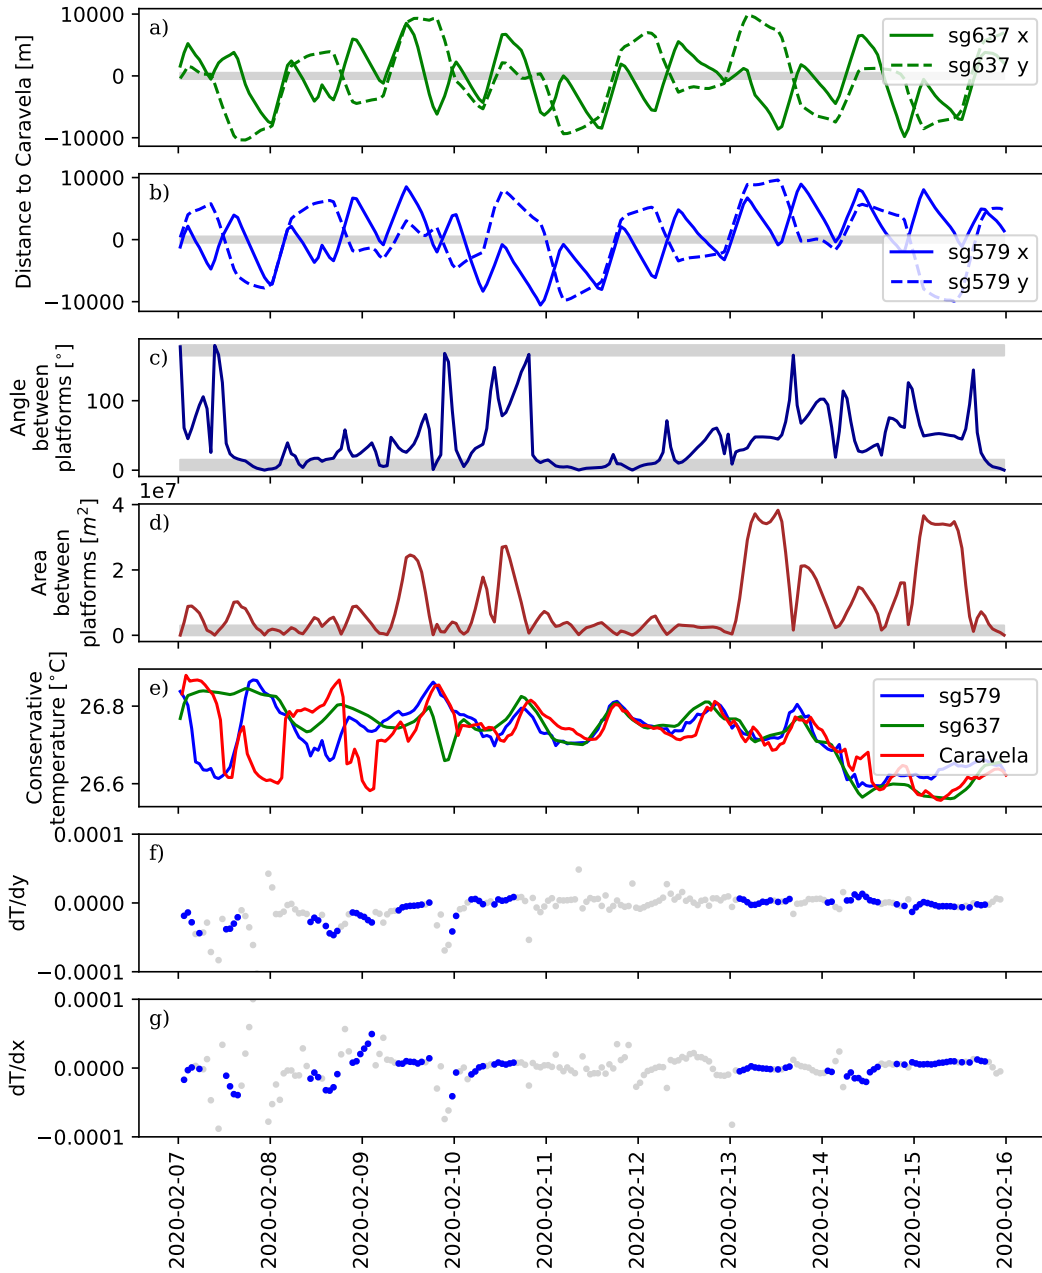 a)
10000
0
−10000
sg637 x
sg637 y
Distance to Caravela [m]
b)
10000
0
−10000
sg579 x
sg579 y
c)
100
0
Angle
between
platforms [°]
1e7
d)
4
2
0
Area
between
platforms [m²]
e)
26.8
26.6
Conservative
temperature [°C]
sg579
sg637
Caravela
f)
0.0001
0.0000
−0.0001
dT/dy
g)
0.0001
0.0000
−0.0001
dT/dx
2020-02-07
2020-02-08
2020-02-09
2020-02-10
2020-02-11
2020-02-12
2020-02-13
2020-02-14
2020-02-15
2020-02-16